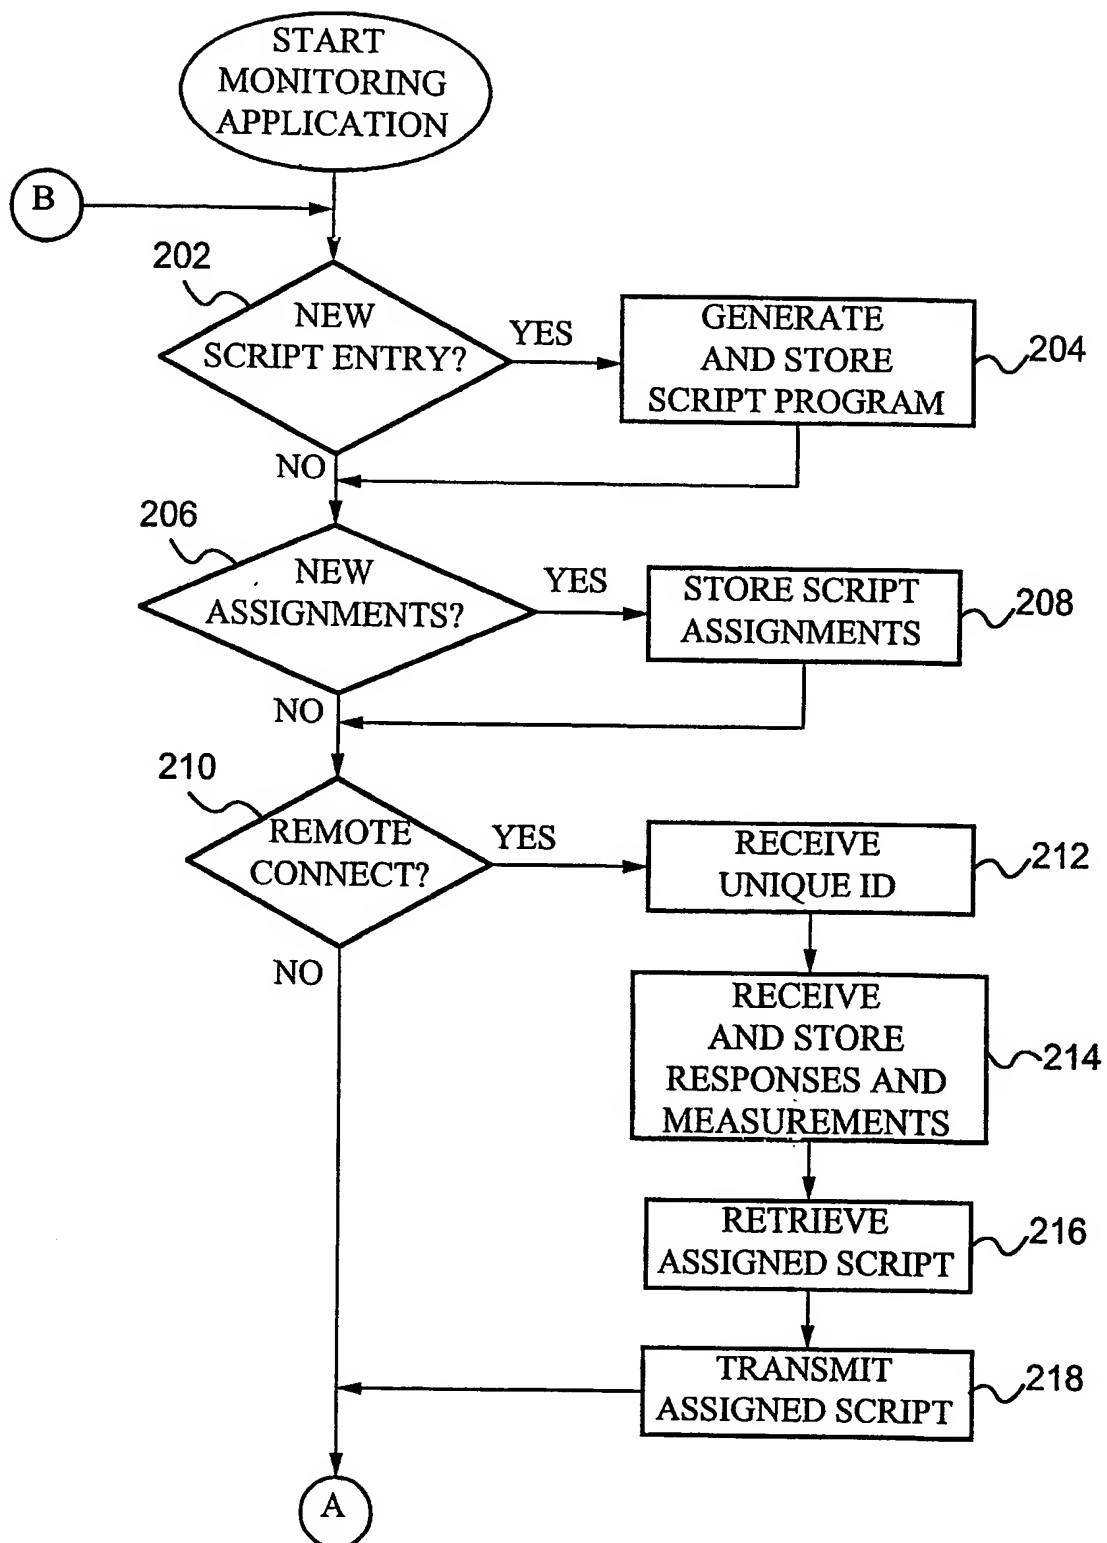 START
MONITORING
APPLICATION
B
202
NEW
SCRIPT ENTRY?
YES
GENERATE
AND STORE
SCRIPT PROGRAM
204
NO
206
NEW
ASSIGNMENTS?
YES
STORE SCRIPT
ASSIGNMENTS
208
NO
210
REMOTE
CONNECT?
YES
RECEIVE
UNIQUE ID
212
NO
RECEIVE
AND STORE
RESPONSES AND
MEASUREMENTS
214
RETRIEVE
ASSIGNED SCRIPT
216
TRANSMIT
ASSIGNED SCRIPT
218
A